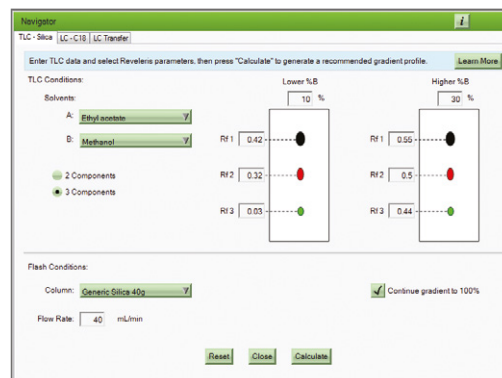 Navigator
i
TLC - Silica LC - C18 LC Transfer
Enter TLC data and select Reveleris parameters, then press "Calculate" to generate a recommended gradient profile. Learn More
TLC Conditions: Lower %B Higher %B
Solvents: 10 % 30 %
A: Ethyl acetate
B: Methanol
Rf 1 0.42 Rf 1 0.55
2 Components Rf 2 0.32 Rf 2 0.5
3 Components
Rf 3 0.03 Rf 3 0.44
Flash Conditions:
Column: Generic Silica 40g Continue gradient to 100%
Flow Rate: 40 mL/min
Reset Close Calculate